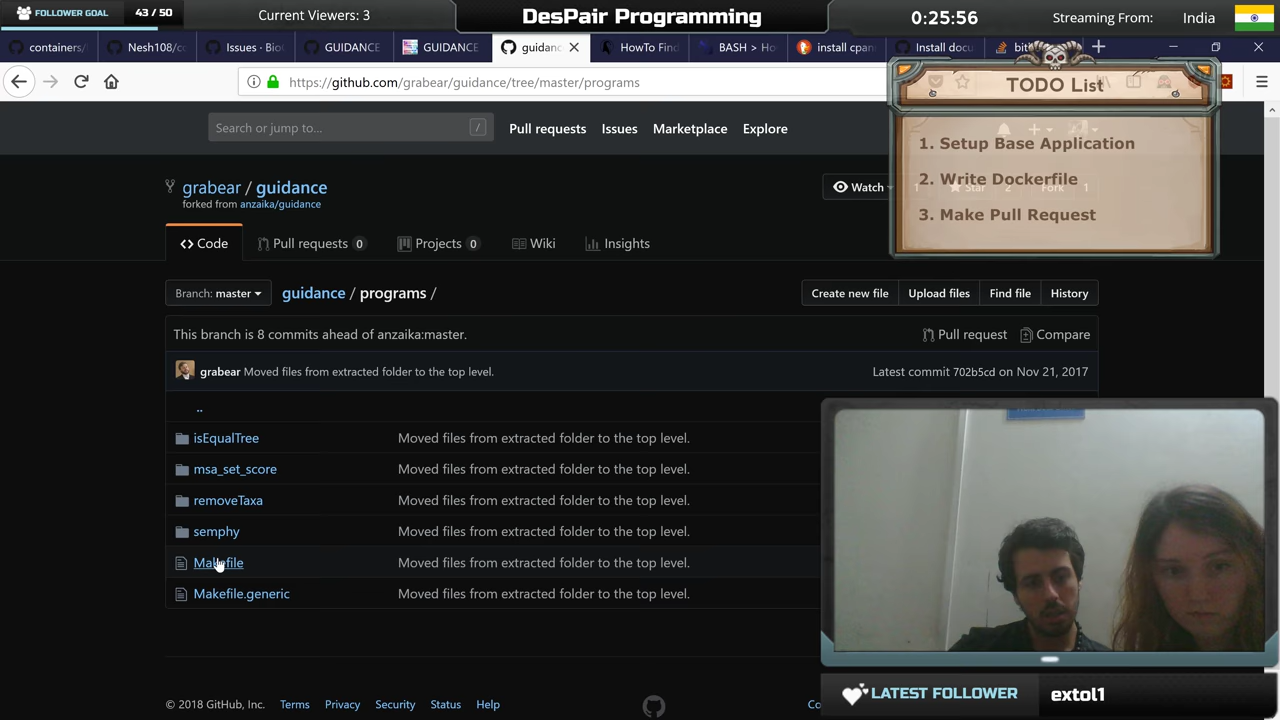 FOLLOWER GOAL
43 / 50
Current Viewers: 3
DesPair Programming
0:25:56
Streaming From:
India
containers/
Nesh108/co
Issues · Bio
GUIDANCE
GUIDANCE
guidanc
HowTo Find
BASH > Ho
install cpan
Install docu
bitb
https://github.com/grabear/guidance/tree/master/programs
TODO List
1. Setup Base Application
2. Write Dockerfile
3. Make Pull Request
Search or jump to...
/
Pull requests
Issues
Marketplace
Explore
grabear / guidance
forked from anzaika/guidance
Watch
1
Star
2
Fork
1
Code
Pull requests 0
Projects 0
Wiki
Insights
Branch: master
guidance / programs /
Create new file
Upload files
Find file
History
This branch is 8 commits ahead of anzaika:master.
Pull request
Compare
grabear Moved files from extracted folder to the top level.
Latest commit 702b5cd on Nov 21, 2017
..
isEqualTree
Moved files from extracted folder to the top level.
msa_set_score
Moved files from extracted folder to the top level.
removeTaxa
Moved files from extracted folder to the top level.
semphy
Moved files from extracted folder to the top level.
Makefile
Moved files from extracted folder to the top level.
Makefile.generic
Moved files from extracted folder to the top level.
© 2018 GitHub, Inc.
Terms
Privacy
Security
Status
Help
Co
LATEST FOLLOWER
extol1